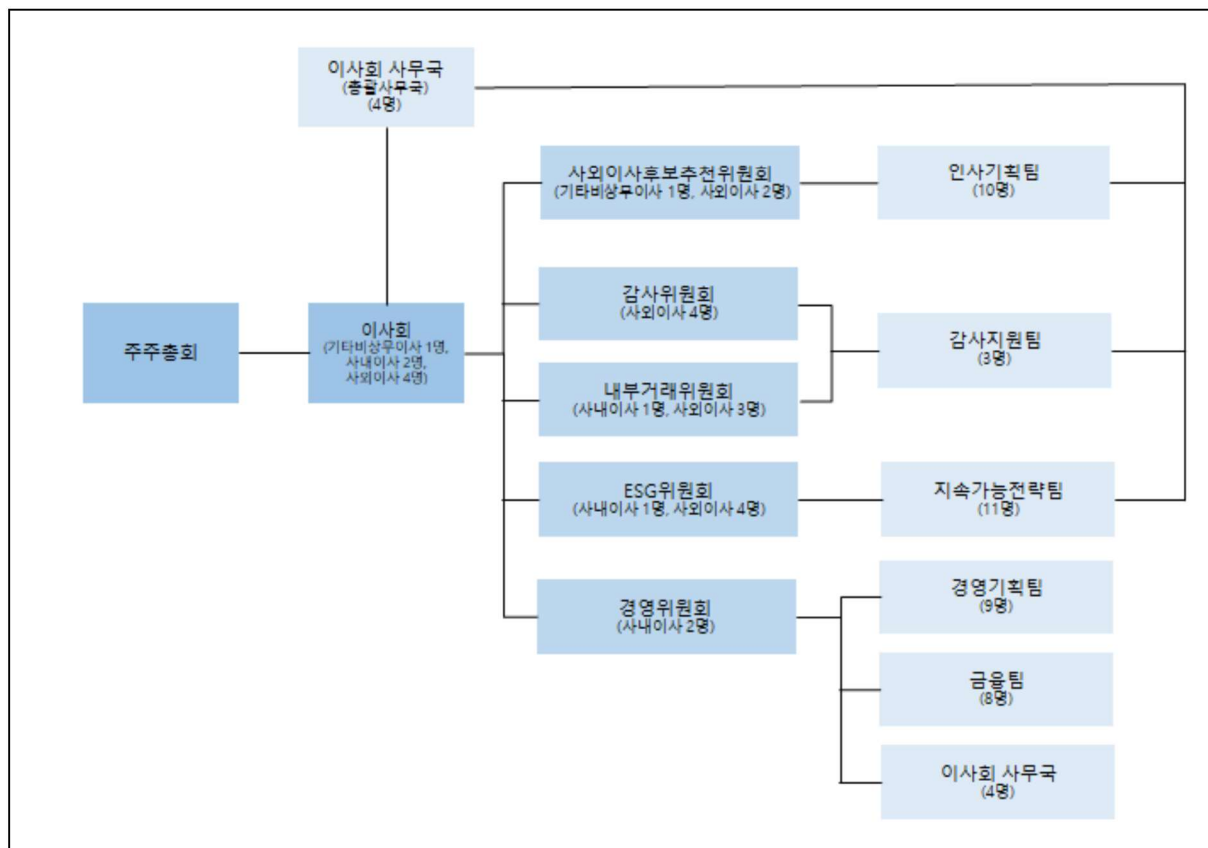 이사회 사무국
(총괄사무국)
(4명)
사외이사후보추천위원회
(기타비상무이사 1명, 사외이사 2명)
인사기획팀
(10명)
감사위원회
(사외이사 4명)
주주총회
이사회
(기타비상무이사 1명,
사내이사 2명,
사외이사 4명)
감사지원팀
(3명)
내부거래위원회
(사내이사 1명, 사외이사 3명)
ESG위원회
(사내이사 1명, 사외이사 4명)
지속가능전략팀
(11명)
경영위원회
(사내이사 2명)
경영기획팀
(9명)
금융팀
(8명)
이사회 사무국
(4명)